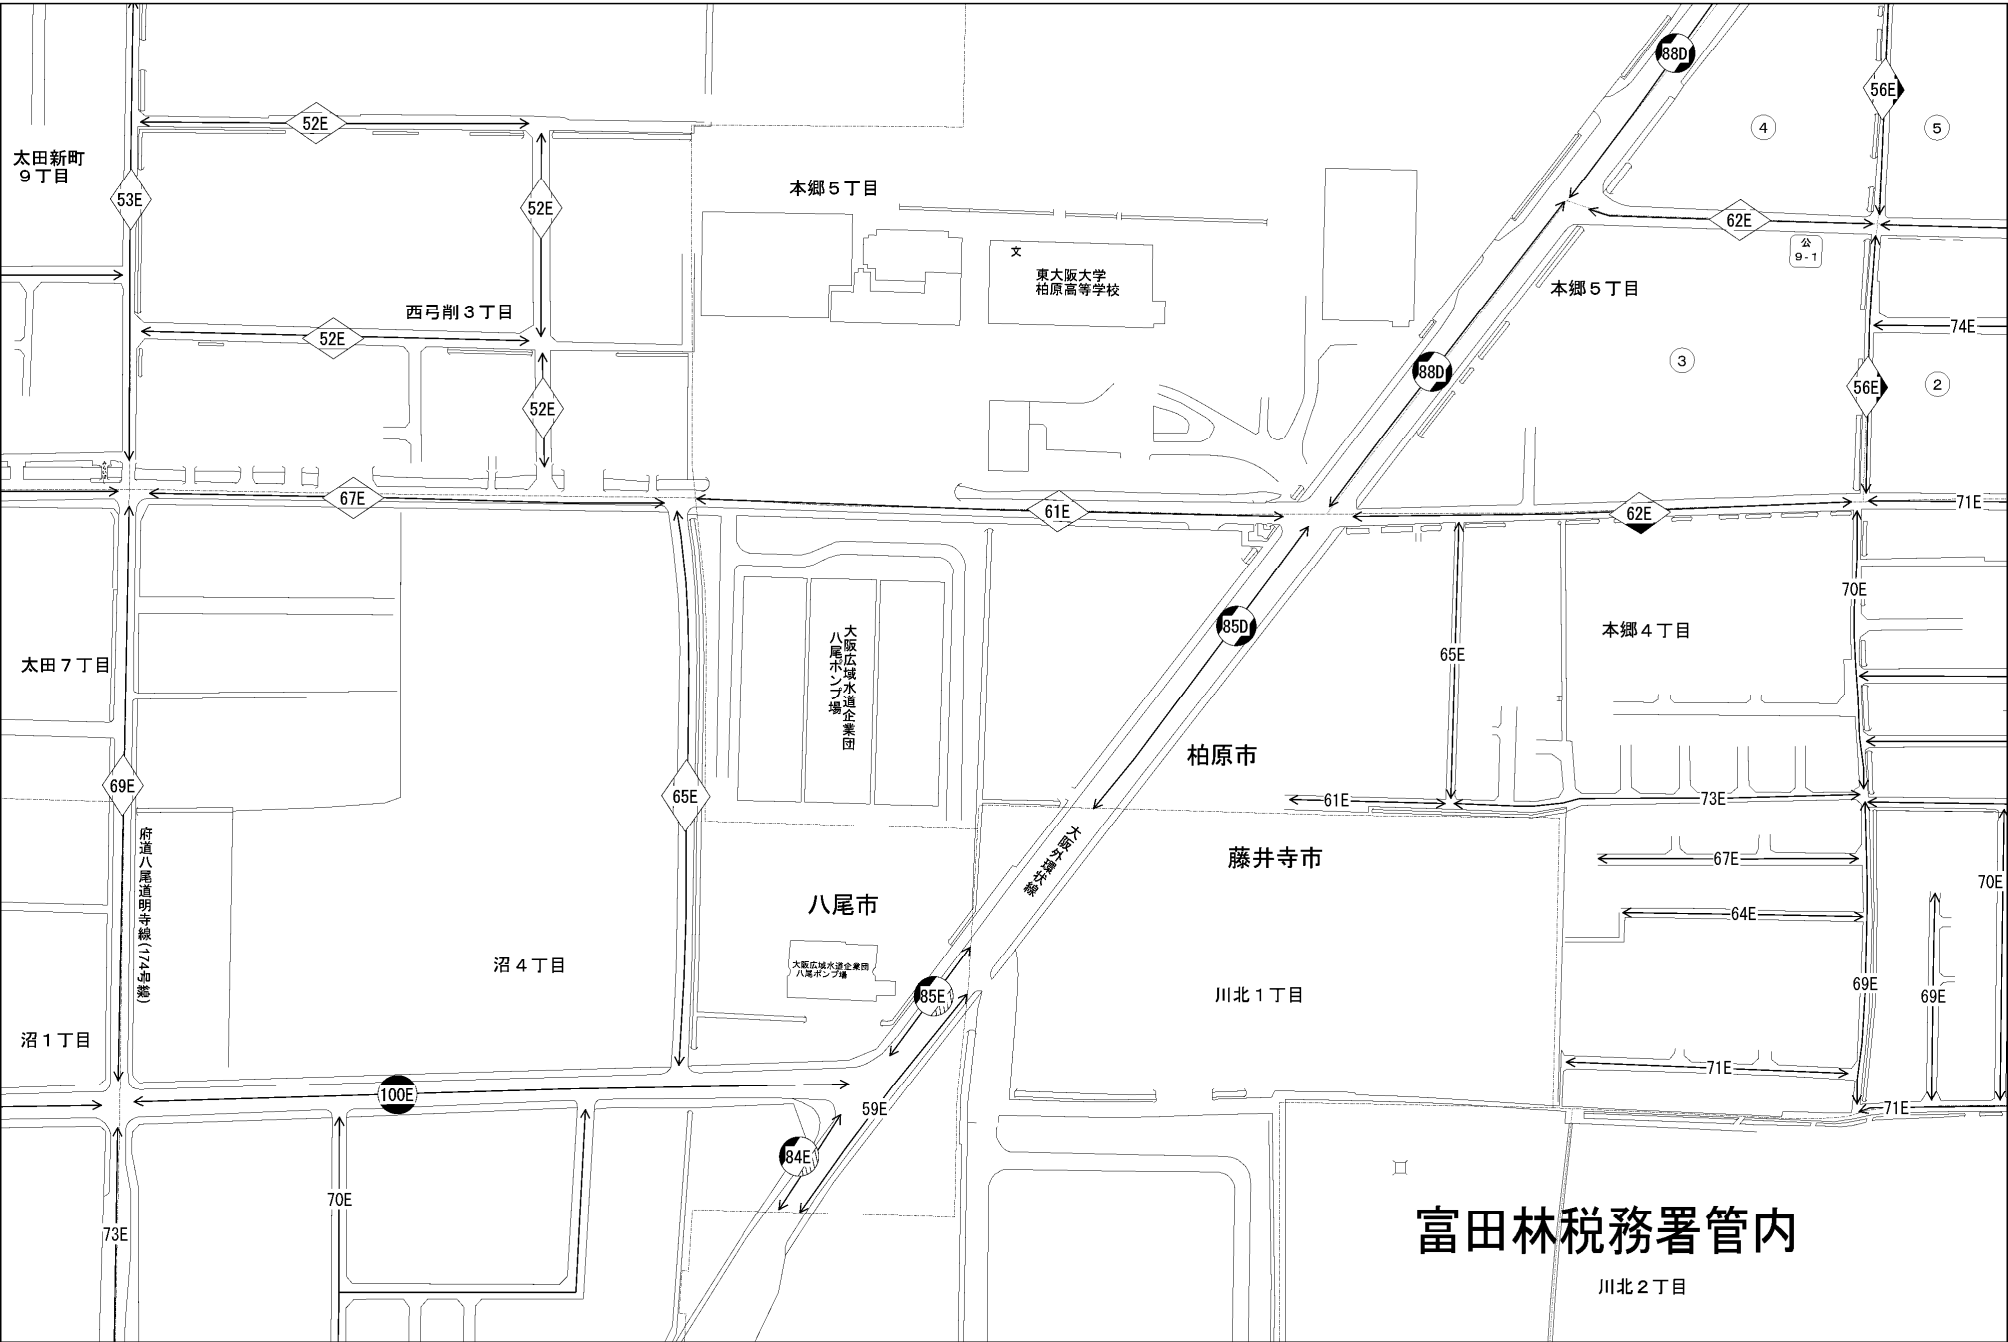 88D
56E
52E
④
⑤
太田新町
９丁目
53E
52E
本郷５丁目
62E
文
東大阪大学
柏原高等学校
公
9-1
本郷５丁目
西弓削３丁目
52E
74E
③
88D
56E
②
52E
67E
61E
62E
71E
70E
85D
本郷４丁目
65E
太田７丁目
大阪広域水道企業団
八尾ポンプ場
柏原市
69E
65E
61E
73E
大阪外環状線
府道八尾道明寺線(174号線)
藤井寺市
67E
70E
八尾市
64E
沼４丁目
大阪広域水道企業団
八尾ポンプ場
85E
川北１丁目
69E
69E
沼１丁目
71E
100E
59E
71E
84E
70E
73E
富田林税務署管内
川北２丁目